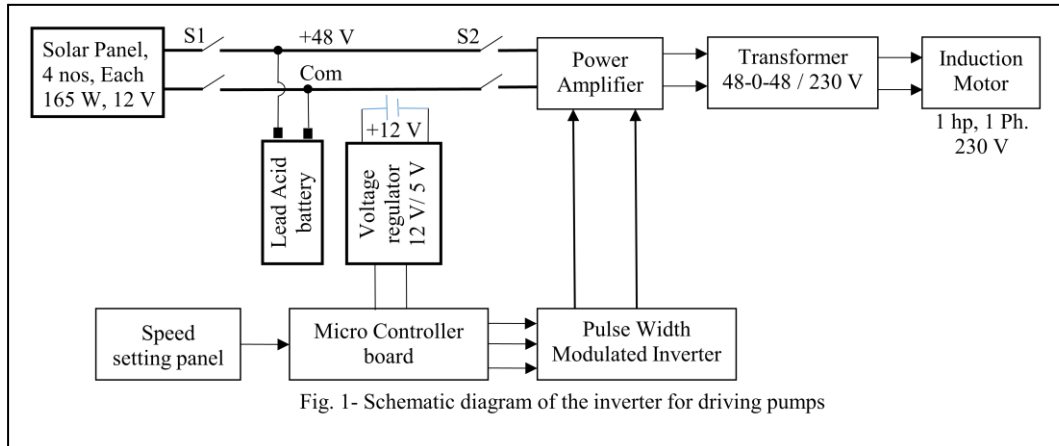 Solar Panel,
4 nos, Each
165 W, 12 V
S1
+48 V
S2
Com
Power
Amplifier
Transformer
48-0-48 / 230 V
Induction
Motor
1 hp, 1 Ph.
230 V
+12 V
Lead Acid
battery
Voltage
regulator
12 V/ 5 V
Speed
setting panel
Micro Controller
board
Pulse Width
Modulated Inverter
Fig. 1- Schematic diagram of the inverter for driving pumps